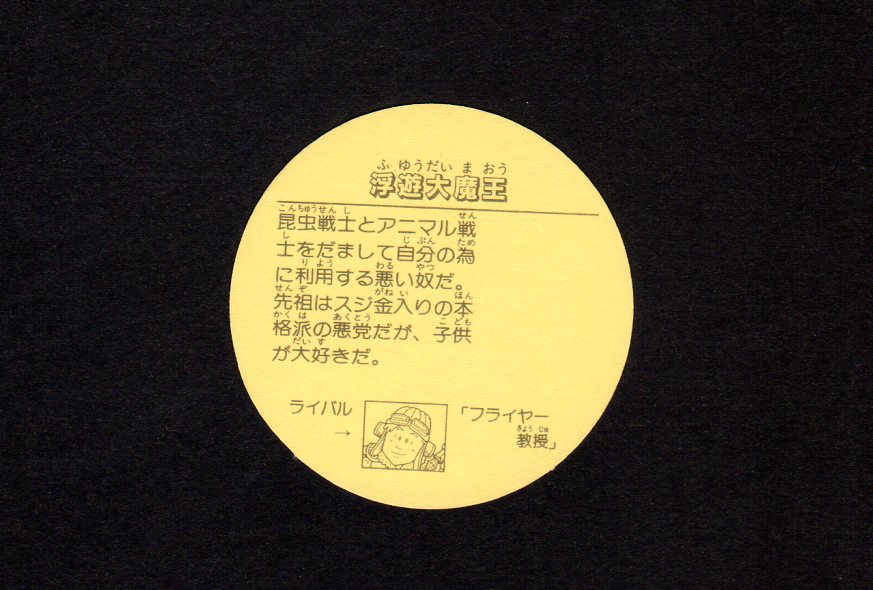 ふゆうだいまおう
浮遊大魔王
こんちゅうせんし せん
昆虫戦士とアニマル戦
し じぶん ため
士をだまして自分の為
りよう わる やつ
に利用する悪い奴だ。
せんぞ がねい ほん
先祖はスジ金入りの本
かくは あくとう こども
格派の悪党だが、子供
だいす
が大好きだ。
ライバル 「フライヤー
→ きょうじゅ
教授」